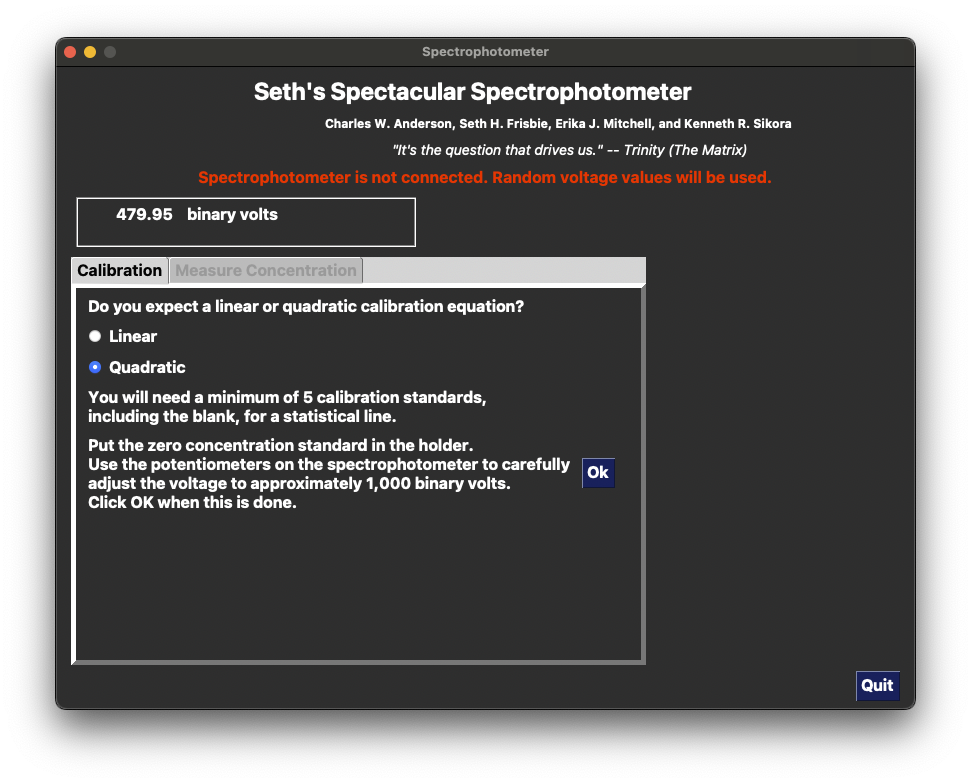 Spectrophotometer
Seth's Spectacular Spectrophotometer
Charles W. Anderson, Seth H. Frisbie, Erika J. Mitchell, and Kenneth R. Sikora
"It's the question that drives us." -- Trinity (The Matrix)
Spectrophotometer is not connected. Random voltage values will be used.
479.95 binary volts
Calibration Measure Concentration
Do you expect a linear or quadratic calibration equation?
Linear
Quadratic
You will need a minimum of 5 calibration standards,
including the blank, for a statistical line.
Put the zero concentration standard in the holder.
Use the potentiometers on the spectrophotometer to carefully
adjust the voltage to approximately 1,000 binary volts.
Click OK when this is done.
Ok
Quit